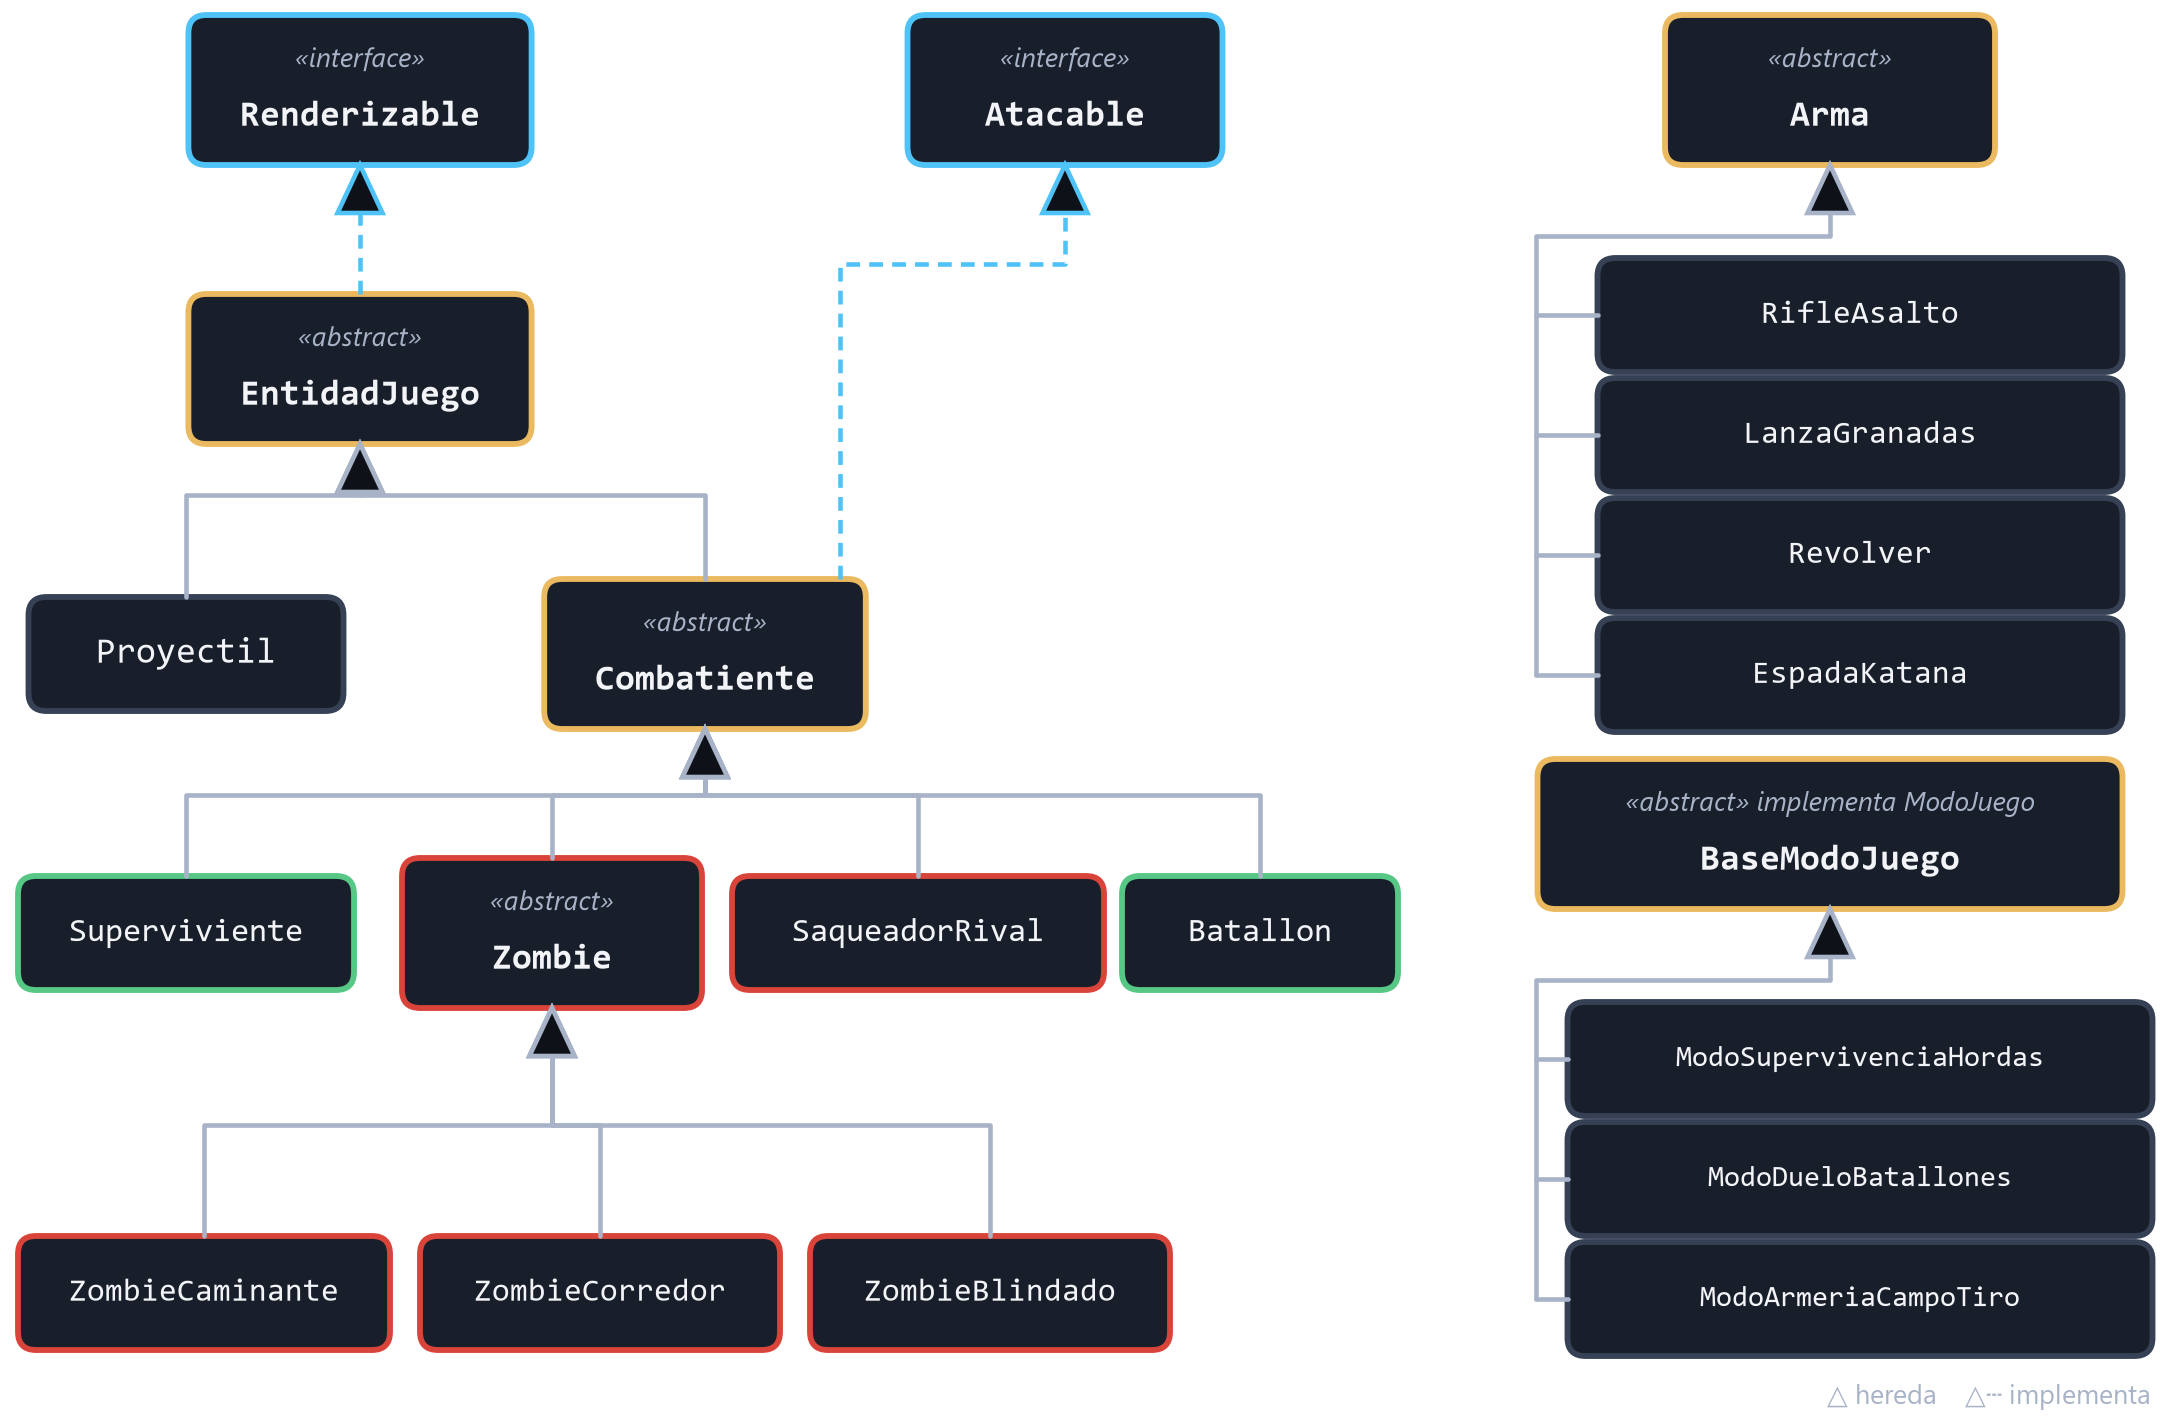 «interface»
Renderizable
«interface»
Atacable
«abstract»
Arma
«abstract»
EntidadJuego
Proyectil
«abstract»
Combatiente
Superviviente
«abstract»
Zombie
SaqueadorRival
Batallon
ZombieCaminante
ZombieCorredor
ZombieBlindado
RifleAsalto
LanzaGranadas
Revolver
EspadaKatana
«abstract» implementa ModoJuego
BaseModoJuego
ModoSupervivenciaHordas
ModoDueloBatallones
ModoArmeriaCampoTiro
△ hereda △┄ implementa